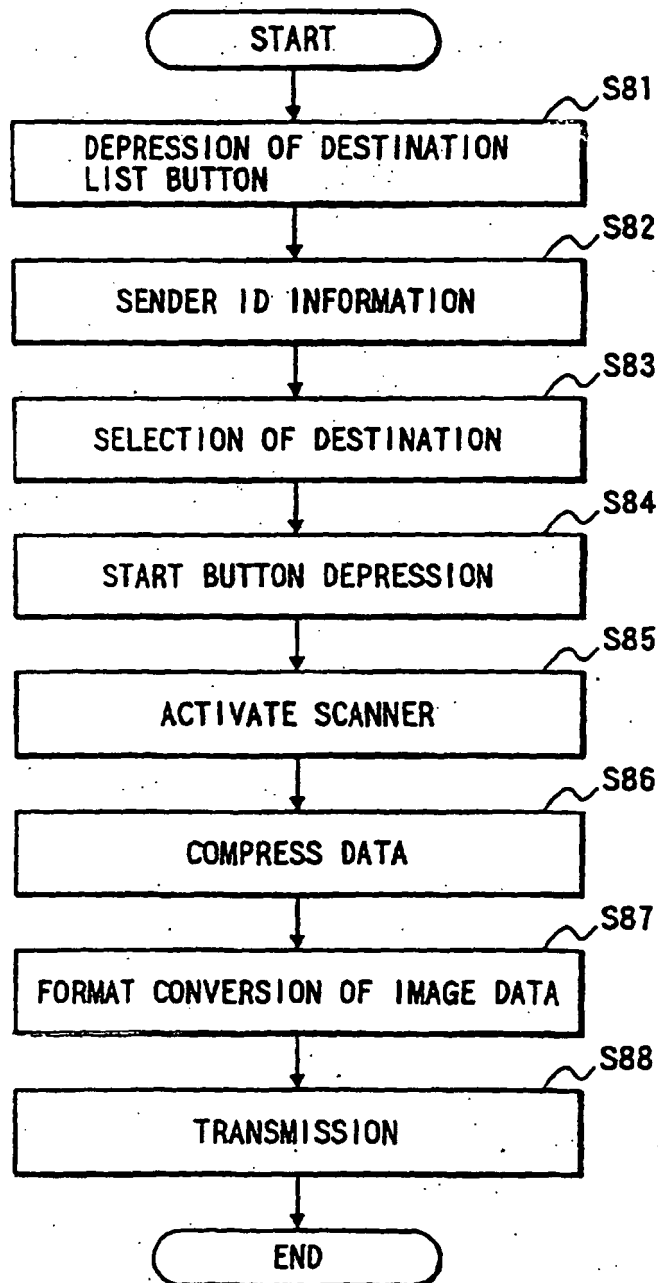 START
S81
DEPRESSION OF DESTINATION
LIST BUTTON
S82
SENDER ID INFORMATION
S83
SELECTION OF DESTINATION
S84
START BUTTON DEPRESSION
S85
ACTIVATE SCANNER
S86
COMPRESS DATA
S87
FORMAT CONVERSION OF IMAGE DATA
S88
TRANSMISSION
END